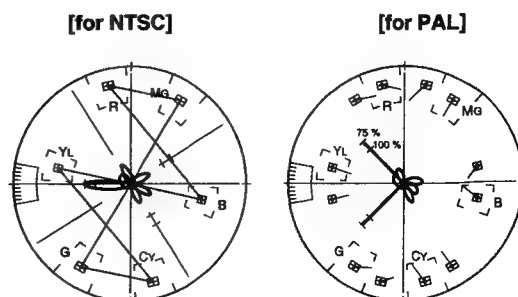 [for NTSC]
[for PAL]
R
MG
YL
B
G
CY
R
MG
75 %
100 %
YL
B
G
CY